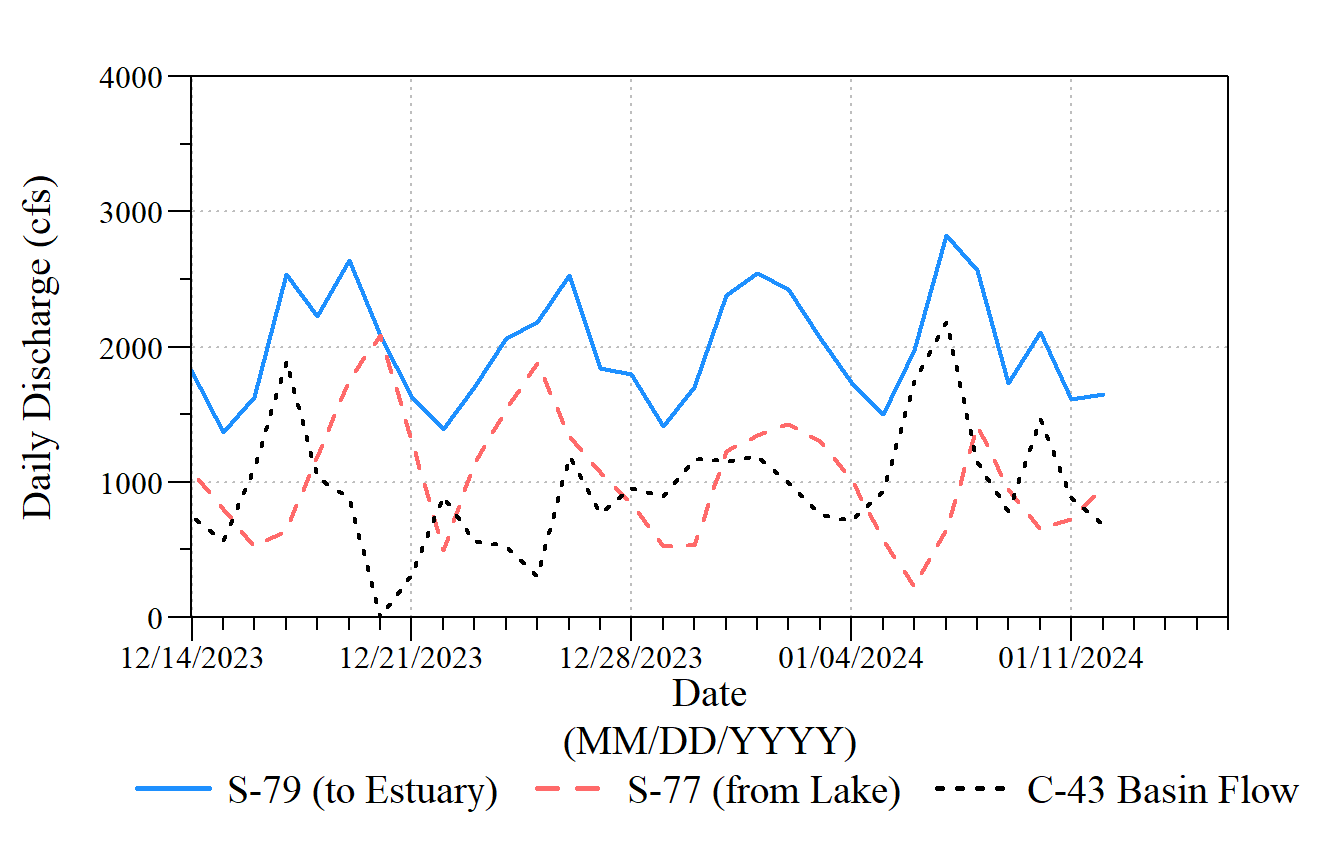 4000
3000
2000
1000
0
Daily Discharge (cfs)
12/14/2023 12/21/2023 12/28/2023 01/04/2024 01/11/2024
Date
(MM/DD/YYYY)
S-79 (to Estuary) S-77 (from Lake) C-43 Basin Flow